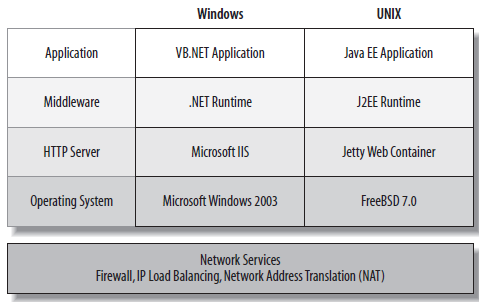 Windows UNIX
Application VB.NET Application Java EE Application
Middleware .NET Runtime J2EE Runtime
HTTP Server Microsoft IIS Jetty Web Container
Operating System Microsoft Windows 2003 FreeBSD 7.0
Network Services
Firewall, IP Load Balancing, Network Address Translation (NAT)